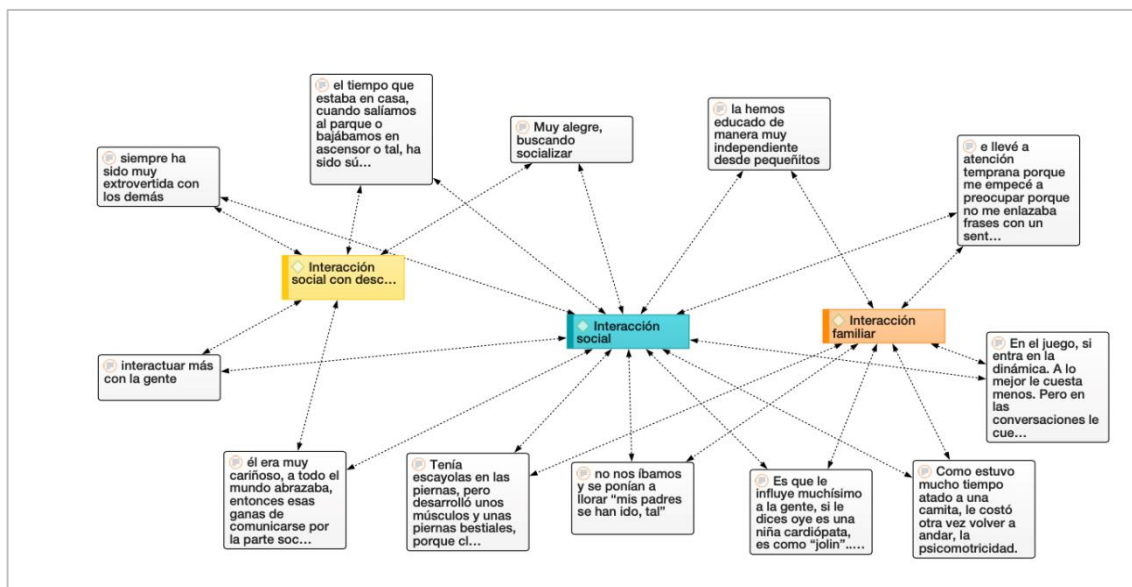 el tiempo que
estaba en casa,
cuando salíamos
al parque o
bajábamos en
ascensor o tal, ha
sido sú...
Muy alegre,
buscando
socializar
la hemos
educado de
manera muy
independiente
desde pequeñitos
siempre ha
sido muy
extrovertida con
los demás
e llevé a
atención
temprana porque
me empecé a
preocupar porque
no me enlazaba
frases con un
sent...
Interacción
social con desc...
Interacción
social
Interacción
familiar
interactuar más
con la gente
En el juego, si
entra en la
dinámica. A lo
mejor le cuesta
menos. Pero en
las
conversaciones le
cue...
él era muy
cariñoso, a todo el
mundo abrazaba,
entonces esas
ganas de
comunicarse por
la parte soc...
Tenía
escayolas en las
piernas, pero
desarrolló unos
músculos y unas
piernas bestiales,
porque cl...
no nos íbamos
y se ponían a
llorar “mis padres
se han ido, tal”
Es que le
influye muchísimo
a la gente, si le
dices oye es una
niña cardiópata,
es como “jolin”.....
Como estuvo
mucho tiempo
atado a una
camita, le costó
otra vez volver a
andar, la
psicomotricidad.